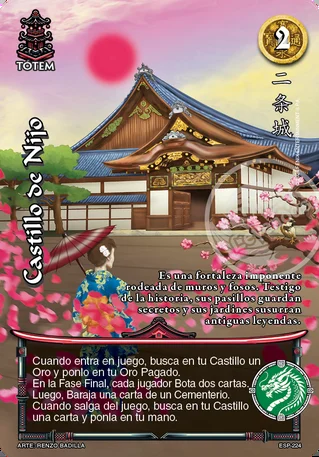 TOTEM
2
二条城
Castillo de Nijo
Es una fortaleza imponente
rodeada de muros y fosos. Testigo
de la historia, sus pasillos guardan
secretos y sus jardines susurran
antiguas leyendas.
Cuando entra en juego, busca en tu Castillo un
Oro y ponlo en tu Oro Pagado.
En la Fase Final, cada jugador Bota dos cartas.
Luego, Baraja una carta de un Cementerio.
Cuando salga del juego, busca en tu Castillo
una carta y ponla en tu mano.
ARTE: RENZO BADILLA
ESP-224